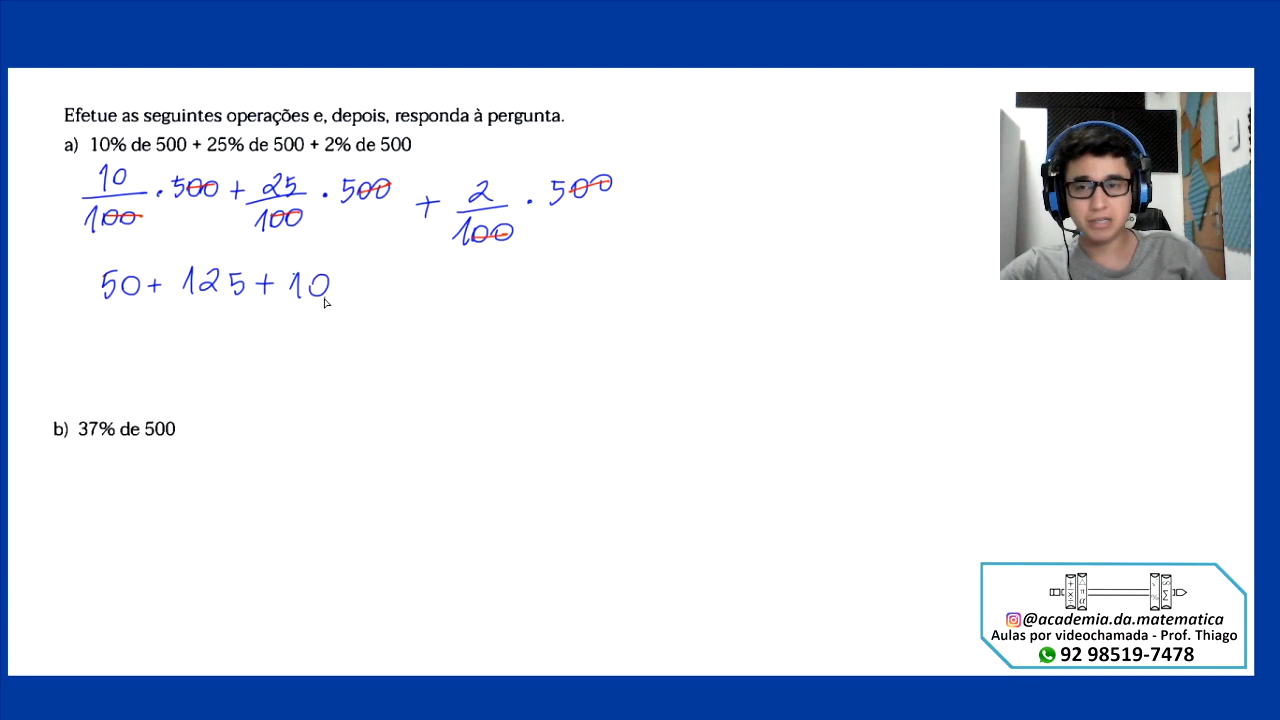 Efetue as seguintes operações e, depois, responda à pergunta.
a) 10% de 500 + 25% de 500 + 2% de 500
10/100 · 500 + 25/100 · 500 + 2/100 · 500
50 + 125 + 10
b) 37% de 500
@academia.da.matematica
Aulas por videochamada - Prof. Thiago
92 98519-7478